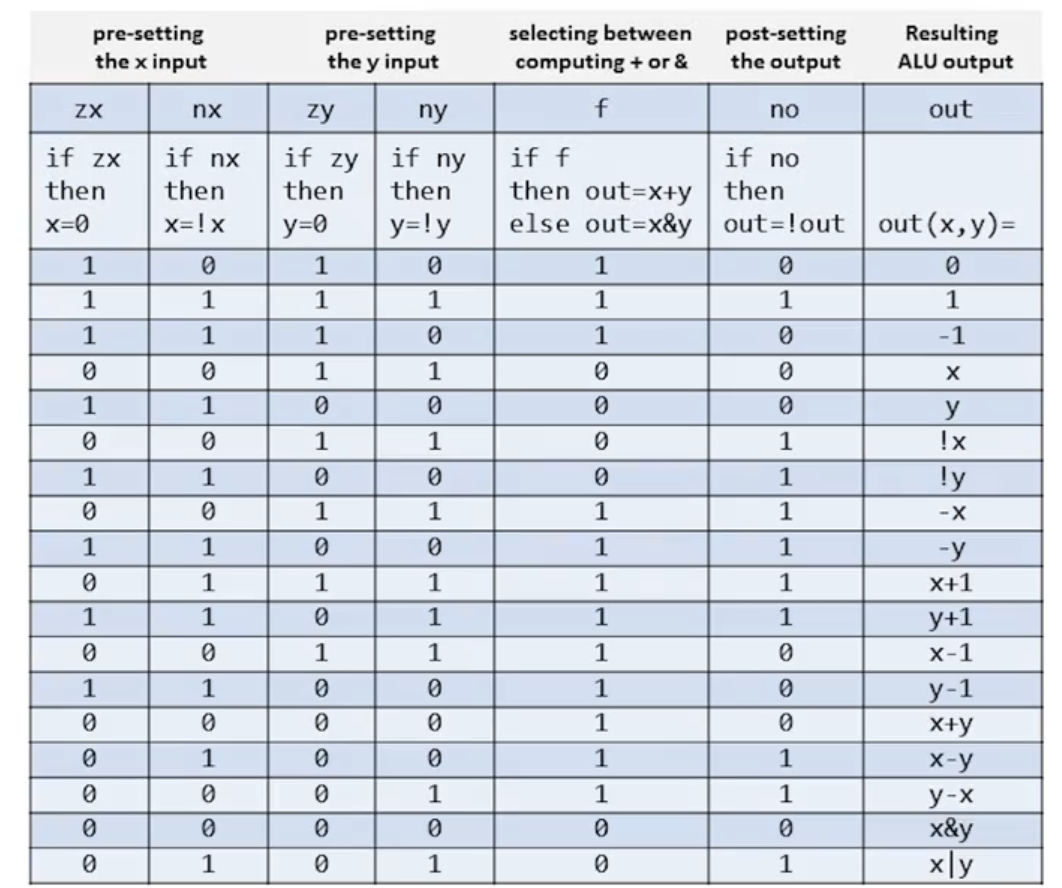 pre-setting the x input pre-setting the y input selecting between computing + or & post-setting the output Resulting ALU output
zx nx zy ny f no out
if zx then x=0 if nx then x=!x if zy then y=0 if ny then y=!y if f then out=x+y else out=x&y if no then out=!out out(x,y)=
1 0 1 0 1 0 0
1 1 1 1 1 1 1
1 1 1 0 1 0 -1
0 0 1 1 0 0 x
1 1 0 0 0 0 y
0 0 1 1 0 1 !x
1 1 0 0 0 1 !y
0 0 1 1 1 1 -x
1 1 0 0 1 1 -y
0 1 1 1 1 1 x+1
1 1 0 1 1 1 y+1
0 0 1 1 1 0 x-1
1 1 0 0 1 0 y-1
0 0 0 0 1 0 x+y
0 1 0 0 1 1 x-y
0 0 0 1 1 1 y-x
0 0 0 0 0 0 x&y
0 1 0 1 0 1 x|y